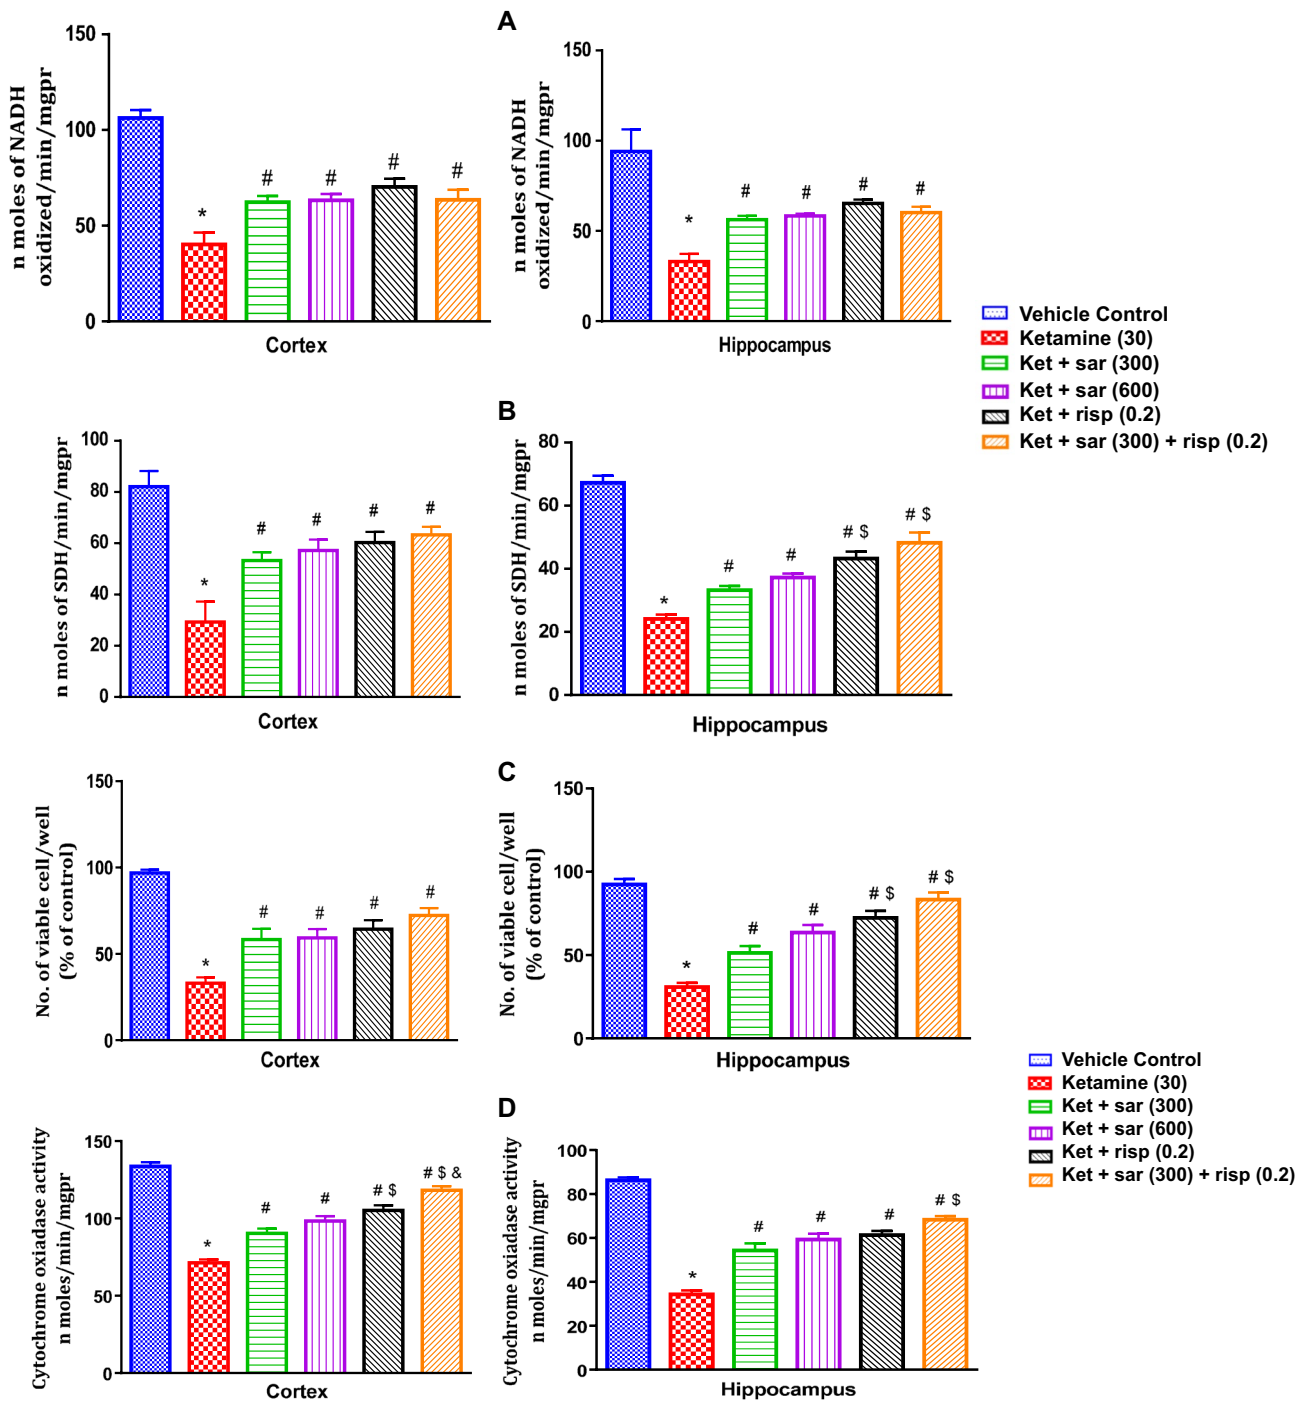 A
n moles of NADH
oxidized/min/mgpr
150
100
50
0
*
#
#
#
#
Cortex
n moles of NADH
oxidized/min/mgpr
150
100
50
0
*
#
#
#
#
Hippocampus
Vehicle Control
Ketamine (30)
Ket + sar (300)
Ket + sar (600)
Ket + risp (0.2)
Ket + sar (300) + risp (0.2)
B
n moles of SDH/min/mgpr
100
80
60
40
20
0
*
#
#
#
#
Cortex
n moles of SDH/min/mgpr
80
60
40
20
0
*
#
#
# $
# $
Hippocampus
C
No. of viable cell/well
(% of control)
150
100
50
0
*
#
#
#
#
Cortex
No. of viable cell/well
(% of control)
150
100
50
0
*
#
#
# $
# $
Hippocampus
Vehicle Control
Ketamine (30)
Ket + sar (300)
Ket + sar (600)
Ket + risp (0.2)
Ket + sar (300) + risp (0.2)
D
Cytochrome oxiadase activity
n moles/min/mgpr
150
100
50
0
*
#
#
# $
# $ &
Cortex
Cytochrome oxiadase activity
n moles/min/mgpr
100
80
60
40
20
0
*
#
#
#
# $
Hippocampus